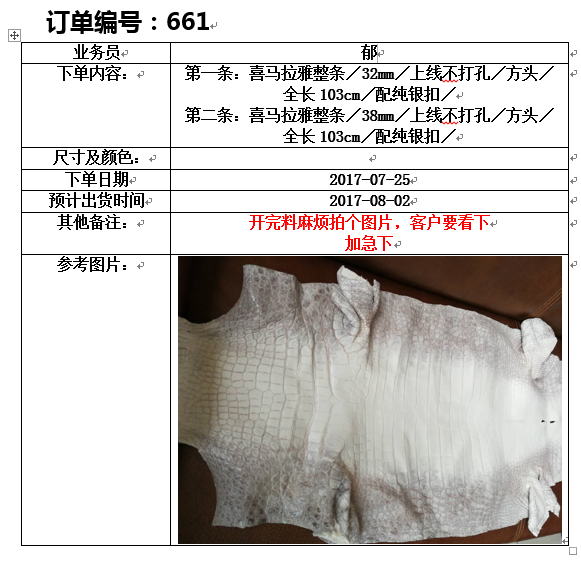 订单编号：661
业务员 郁
下单内容： 第一条：喜马拉雅整条／32mm／上线不打孔／方头／
全长 103cm／配纯银扣／
第二条：喜马拉雅整条／38mm／上线不打孔／方头／
全长 103cm／配纯银扣／
尺寸及颜色：
下单日期 2017-07-25
预计出货时间 2017-08-02
其他备注： 开完料麻烦拍个图片，客户要看下
加急下
参考图片：